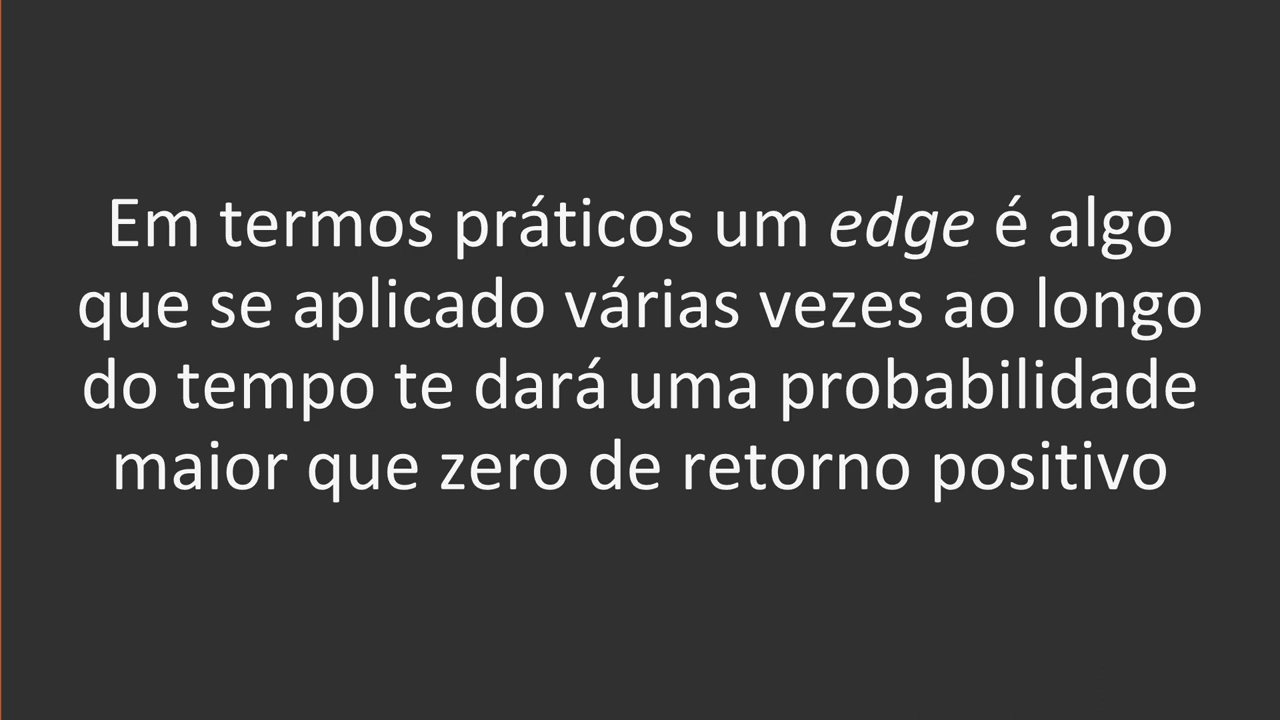 Em termos práticos um edge é algo
que se aplicado várias vezes ao longo
do tempo te dará uma probabilidade
maior que zero de retorno positivo